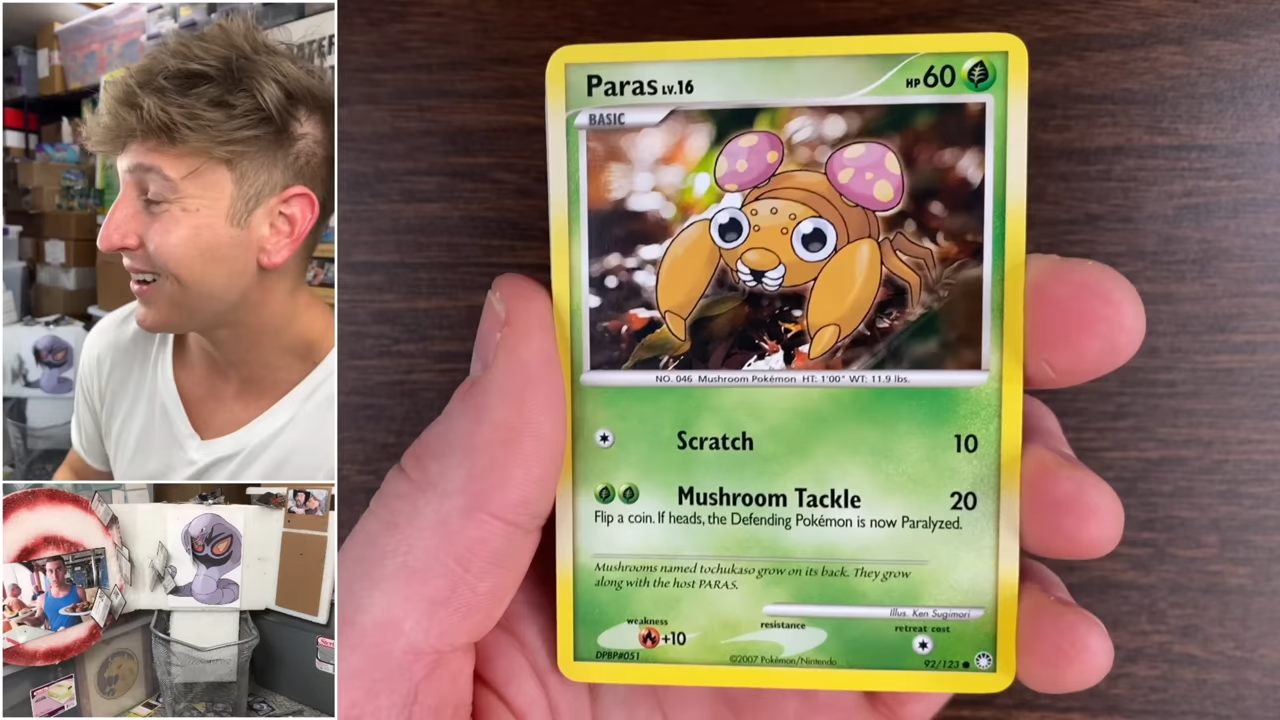 Paras LV.16
HP 60
BASIC
NO. 046 Mushroom Pokémon HT: 1'00" WT: 11.9 lbs.
Scratch 10
Mushroom Tackle 20
Flip a coin. If heads, the Defending Pokémon is now Paralyzed.
Mushrooms named tochukaso grow on its back. They grow
along with the host PARAS.
Illus. Ken Sugimori
weakness resistance retreat cost
+10
DPBP#051 ©2007 Pokémon/Nintendo 92/123